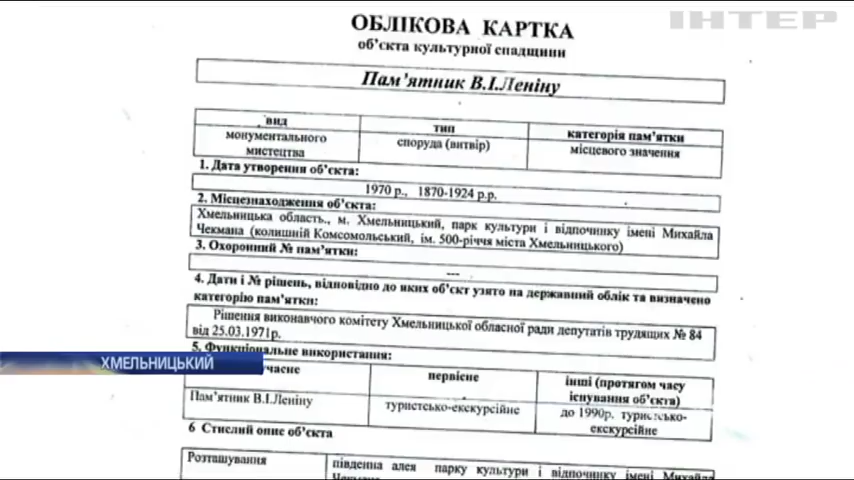 ІНТЕР
ОБЛІКОВА КАРТКА
об'єкта культурної спадщини
Пам'ятник В.І.Леніну
вид
тип
категорія пам'ятки
монументального
мистецтва
споруда (витвір)
місцевого значення
1. Дата утворення об'єкта:
1970 р., 1870-1924 р.р.
2. Місцезнаходження об'єкта:
Хмельницька область., м. Хмельницький, парк культури і відпочинку імені Михайла
Чекмана (колишній Комсомольський, ім. 500-річчя міста Хмельницького)
3. Охоронний № пам'ятки:
---
4. Дати і № рішень, відповідно до яких об'єкт узято на державний облік та визначено
категорію пам'ятки:
Рішення виконавчого комітету Хмельницької обласної ради депутатів трудящих № 84
від 25.03.1971р.
5. Функціональне використання:
первісне
інші (протягом часу
існування об'єкта)
Пам'ятник В.І.Леніну
туристсько-екскурсійне
до 1990р. туристсько-
екскурсійне
6 Стислий опис об'єкта
Розташування
південна алея парку культури і відпочинку імені Михайла
ХМЕЛЬНИЦЬКИЙ